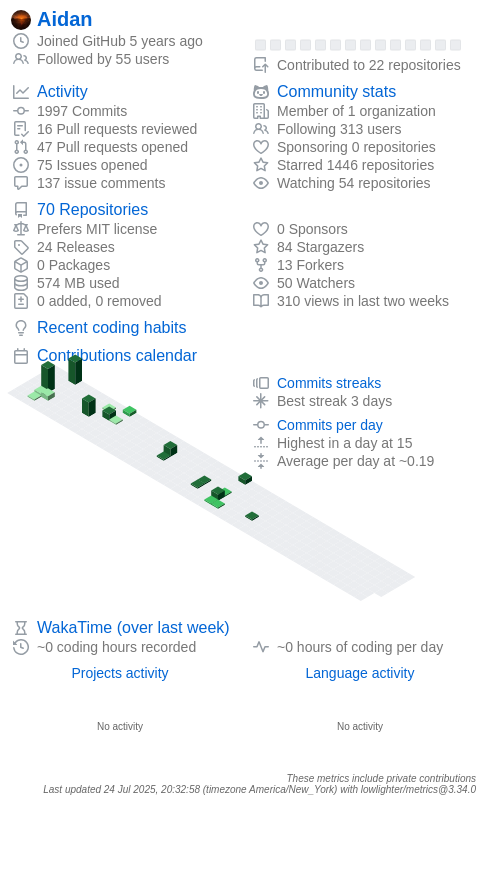 Aidan
Joined GitHub 5 years ago
Followed by 55 users
Contributed to 22 repositories
Activity
1997 Commits
16 Pull requests reviewed
47 Pull requests opened
75 Issues opened
137 issue comments
Community stats
Member of 1 organization
Following 313 users
Sponsoring 0 repositories
Starred 1446 repositories
Watching 54 repositories
70 Repositories
Prefers MIT license
24 Releases
0 Packages
574 MB used
0 added, 0 removed
0 Sponsors
84 Stargazers
13 Forkers
50 Watchers
310 views in last two weeks
Recent coding habits
Contributions calendar
Commits streaks
Best streak 3 days
Commits per day
Highest in a day at 15
Average per day at ~0.19
WakaTime (over last week)
~0 coding hours recorded
~0 hours of coding per day
Projects activity
No activity
Language activity
No activity
These metrics include private contributions
Last updated 24 Jul 2025, 20:32:58 (timezone America/New_York) with lowlighter/metrics@3.34.0